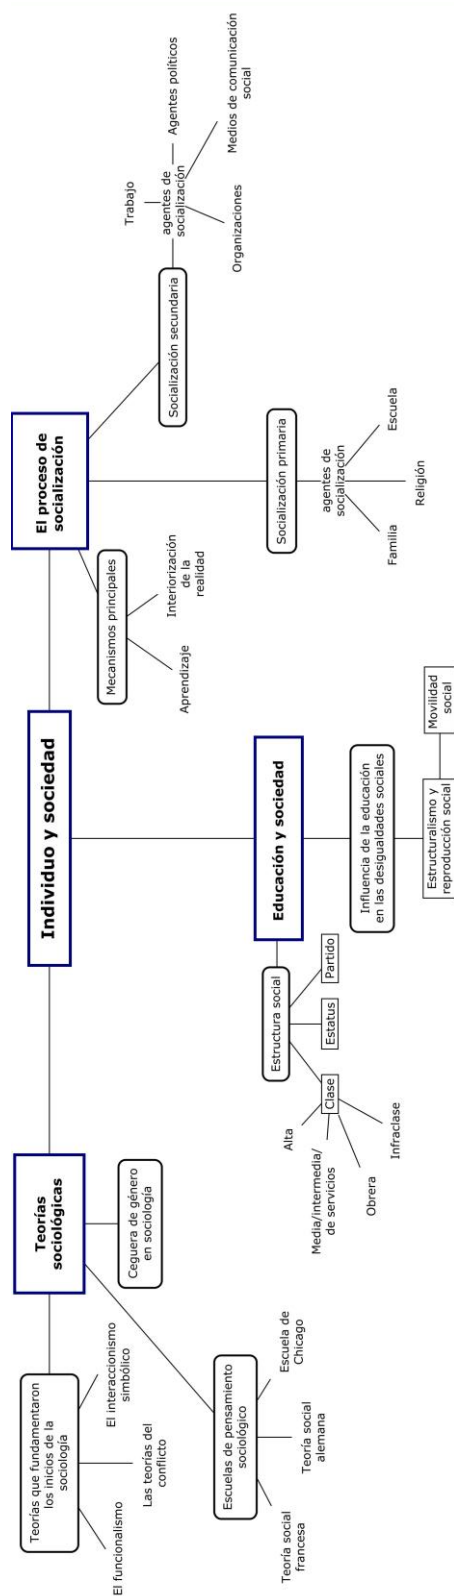 Individuo y sociedad
Teorías
sociológicas
Teorías que fundamentaron
los inicios de la
sociología
El funcionalismo
Las teorías del
conflicto
El interaccionismo
simbólico
Ceguera de género
en sociología
Escuelas de pensamiento
sociológico
Teoría social
francesa
Teoría social
alemana
Escuela de
Chicago
Educación y sociedad
Estructura social
Clase
Estatus
Partido
Alta
Media/intermedia/
de servicios
Obrera
Infraclase
Influencia de la educación
en las desigualdades sociales
Estructuralismo y
reproducción social
Movilidad
social
El proceso de
socialización
Mecanismos principales
Aprendizaje
Interiorización
de la
realidad
Socialización primaria
agentes de
socialización
Familia
Religión
Escuela
Socialización secundaria
agentes de
socialización
Trabajo
Agentes políticos
Medios de comunicación
social
Organizaciones